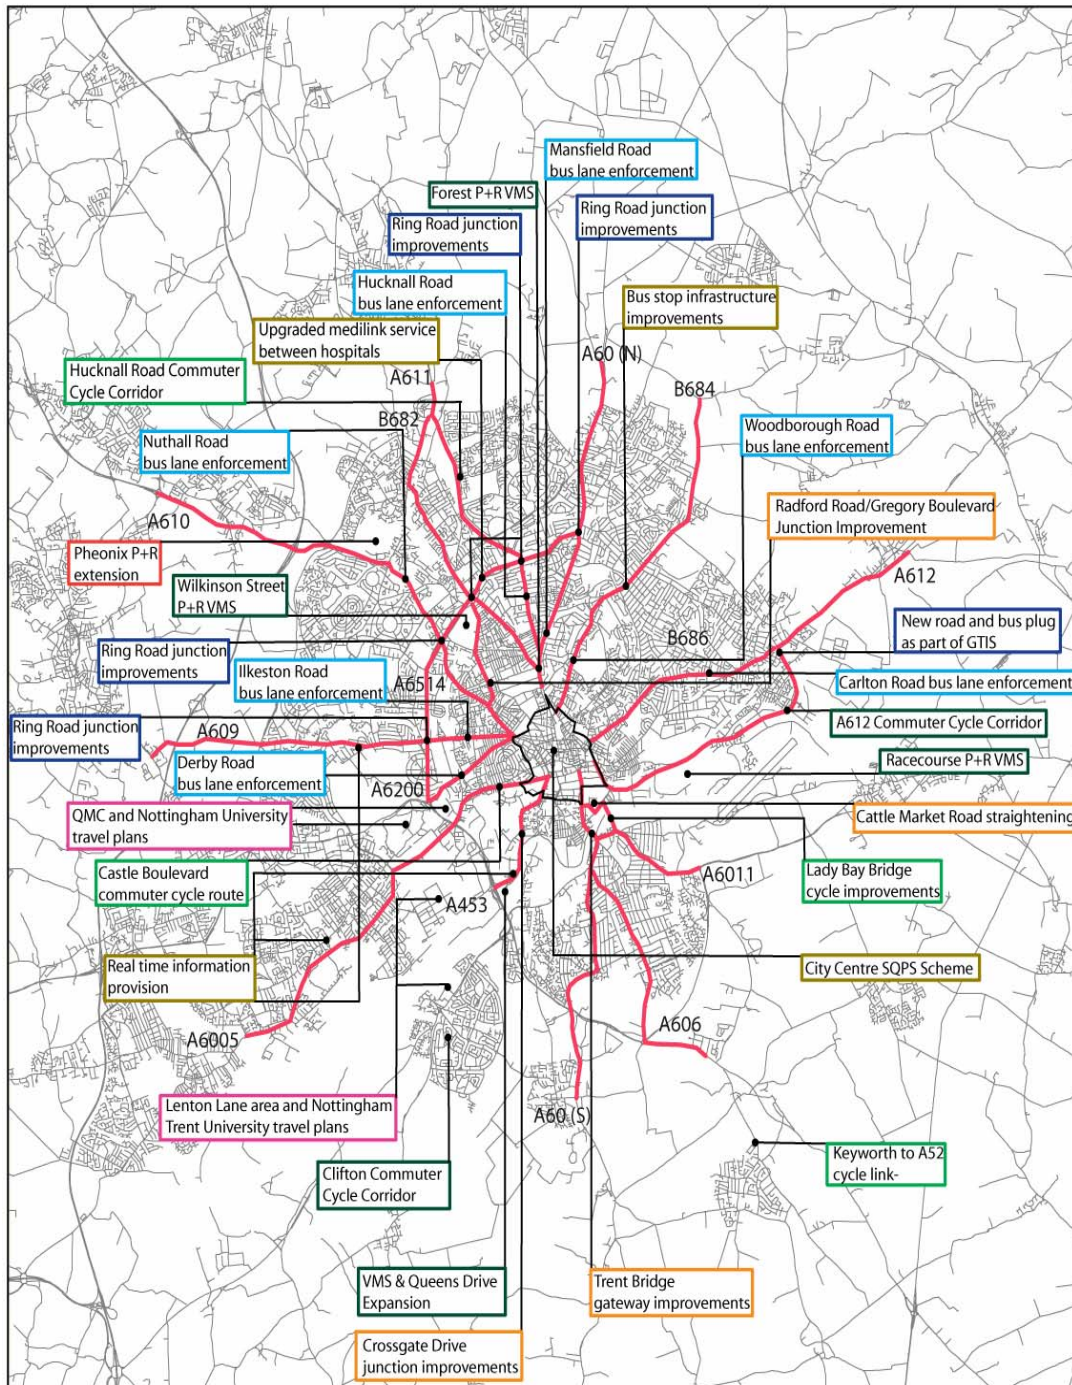 Mansfield Road
bus lane enforcement
Forest P+R VMS
Ring Road junction
improvements
Ring Road junction
improvements
Hucknall Road
bus lane enforcement
Bus stop infrastructure
improvements
Upgraded medilink service
between hospitals
A60 (N)
Hucknall Road Commuter
Cycle Corridor
A611
B684
B682
Nuthall Road
bus lane enforcement
Woodborough Road
bus lane enforcement
A610
Radford Road/Gregory Boulevard
Junction Improvement
Pheonix P+R
extension
A612
Wilkinson Street
P+R VMS
New road and bus plug
as part of GTIS
B686
Ring Road junction
improvements
Ilkeston Road
bus lane enforcement
A6514
Carlton Road bus lane enforcement
Ring Road junction
improvements
A609
A612 Commuter Cycle Corridor
Derby Road
bus lane enforcement
Racecourse P+R VMS
A6200
QMC and Nottingham University
travel plans
Cattle Market Road straightening
Castle Boulevard
commuter cycle route
Lady Bay Bridge
cycle improvements
A6011
A453
Real time information
provision
City Centre SQPS Scheme
A6005
A606
Lenton Lane area and Nottingham
Trent University travel plans
A60 (S)
Clifton Commuter
Cycle Corridor
Keyworth to A52
cycle link-
VMS & Queens Drive
Expansion
Trent Bridge
gateway improvements
Crossgate Drive
junction improvements